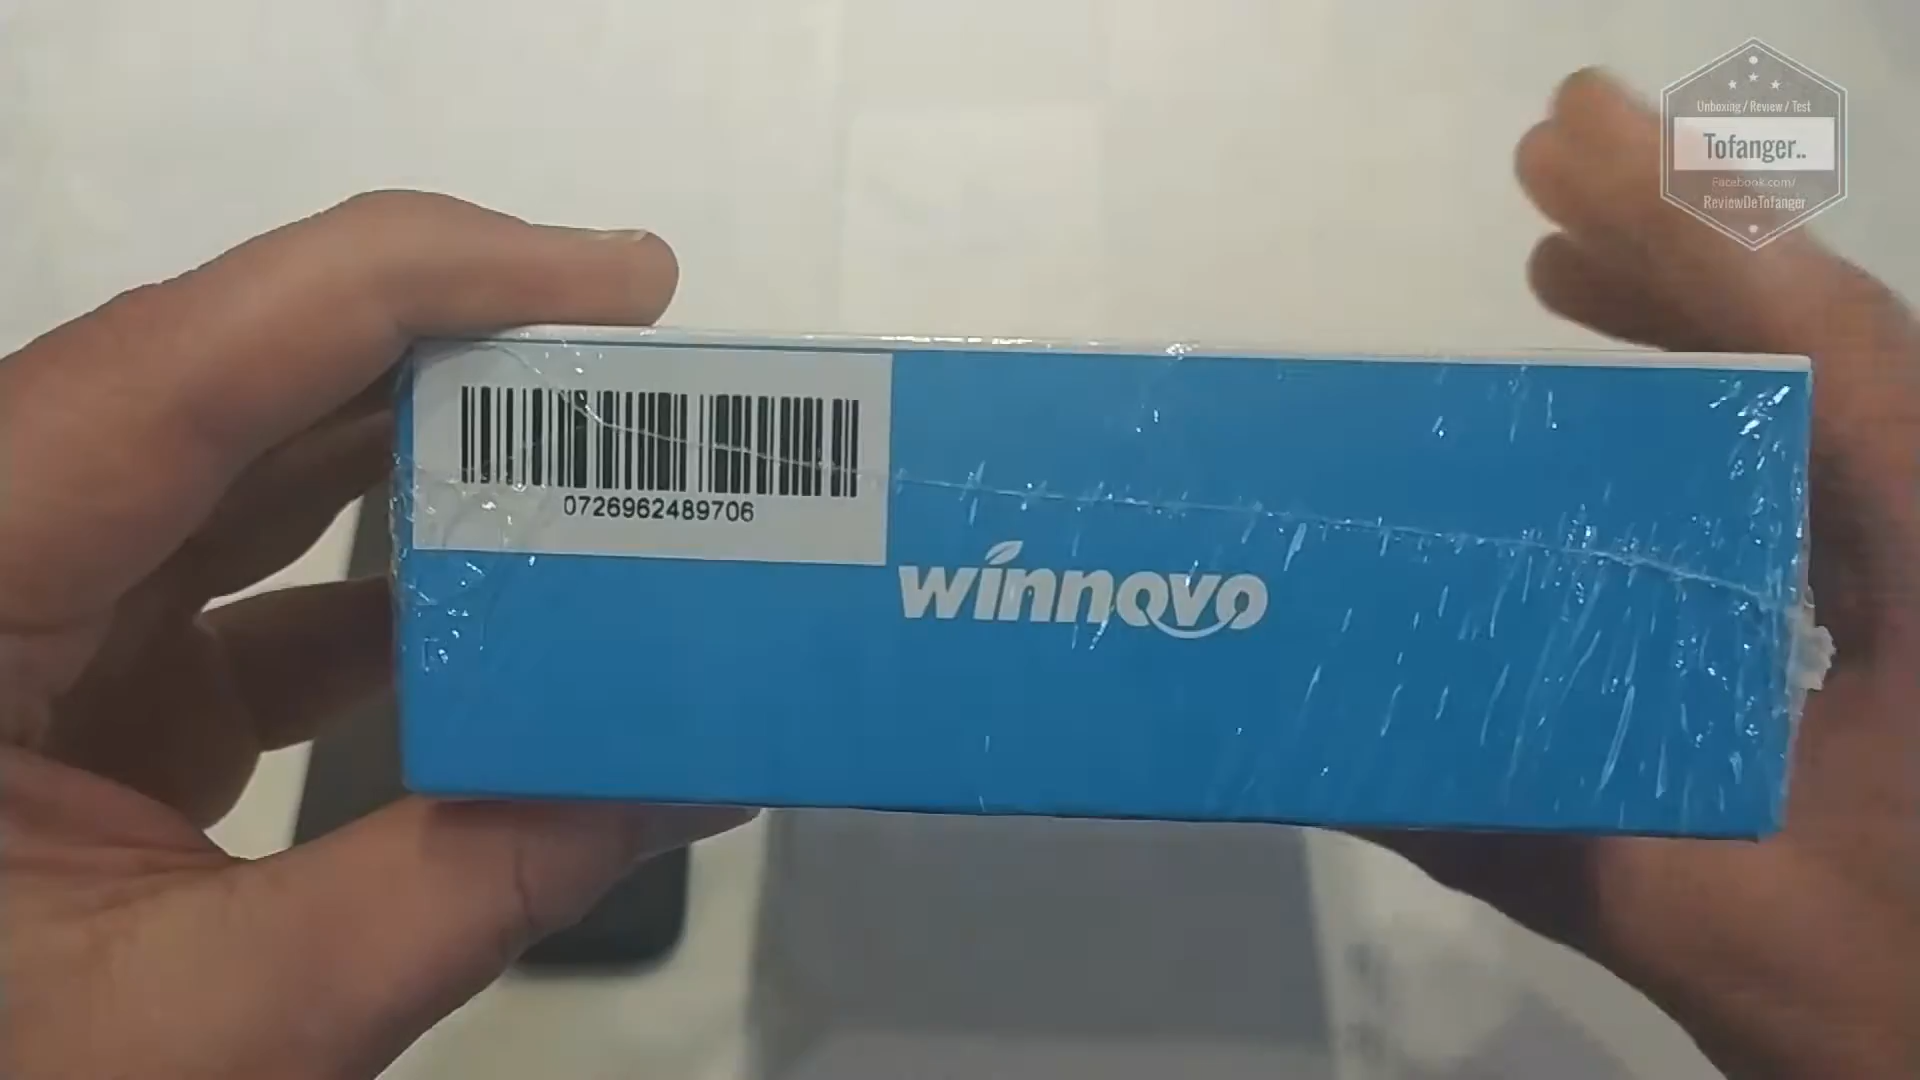 Unboxing / Review / Test
Tofanger..
Facebook.com/
ReviewDeTofanger
0726962489706
winnovo